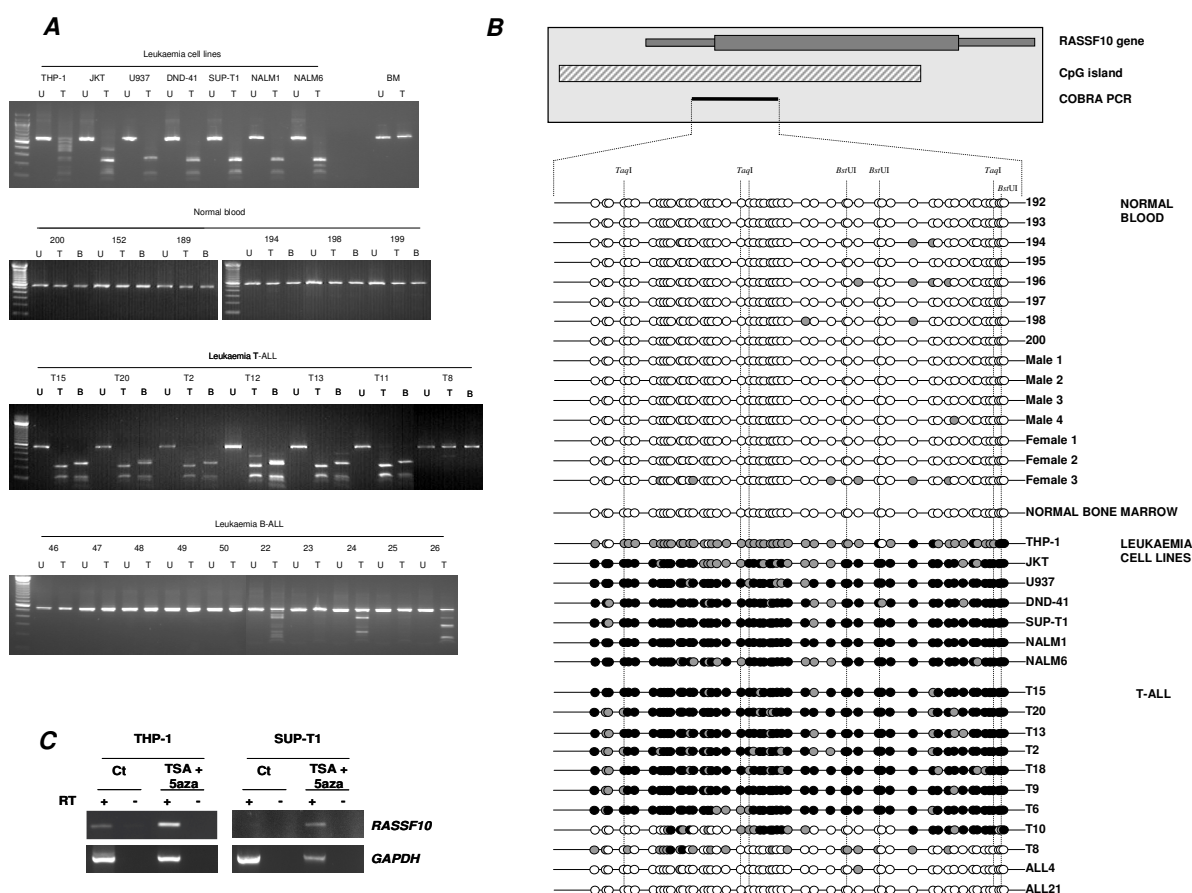 A
Leukaemia cell lines
THP-1 JKT U937 DND-41 SUP-T1 NALM1 NALM6 BM
U T U T U T U T U T U T U T U T
Normal blood
200 152 189 194 198 199
U T B U T B U T B U T B U T B U T B
Leukaemia T-ALL
T15 T20 T2 T12 T13 T11 T8
U T B U T B U T B U T B U T B U T B U T B
Leukaemia B-ALL
46 47 48 49 50 22 23 24 25 26
U T U T U T U T U T U T U T U T U T U T
C
THP-1 SUP-T1
Ct TSA + 5aza Ct TSA + 5aza
RT + - + - + - + -
RASSF10
GAPDH
B
RASSF10 gene
CpG island
COBRA PCR
TaqI TaqI BstUI BstUI TaqI
BstUI
192 NORMAL BLOOD
193
194
195
196
197
198
200
Male 1
Male 2
Male 3
Male 4
Female 1
Female 2
Female 3
NORMAL BONE MARROW
THP-1 LEUKAEMIA CELL LINES
JKT
U937
DND-41
SUP-T1
NALM1
NALM6
T15 T-ALL
T20
T13
T2
T18
T9
T6
T10
T8
ALL4
ALL21